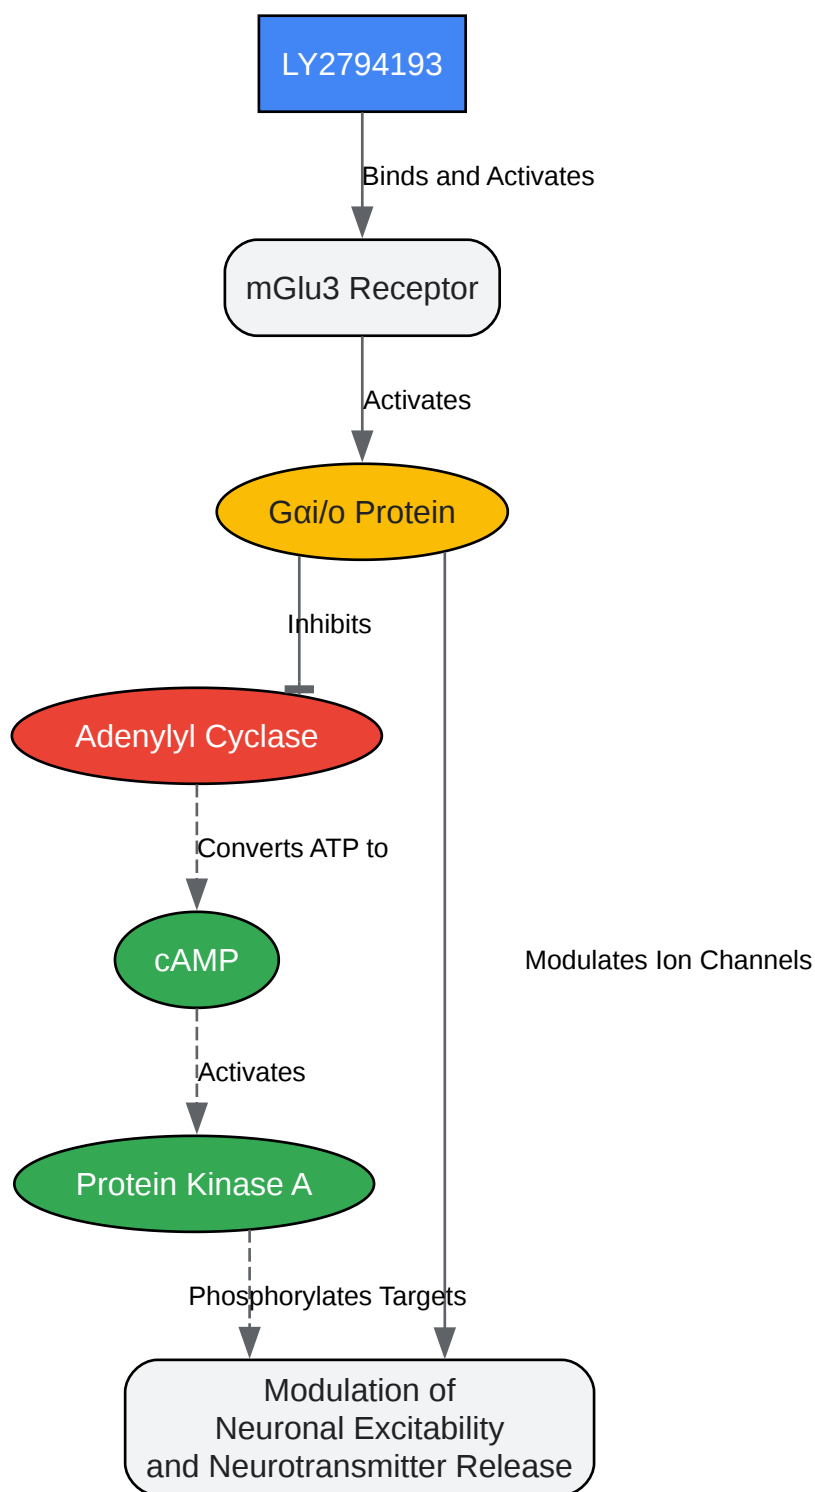 LY2794193
Binds and Activates
mGlu3 Receptor
Activates
Gαi/o Protein
Inhibits
Adenylyl Cyclase
Converts ATP to
cAMP
Modulates Ion Channels
Activates
Protein Kinase A
Phosphorylates Targets
Modulation of
Neuronal Excitability
and Neurotransmitter Release